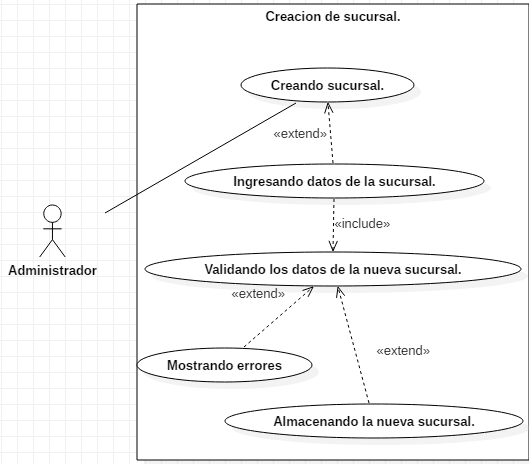 Creacion de sucursal.
Creando sucursal.
«extend»
Ingresando datos de la sucursal.
«include»
Administrador
Validando los datos de la nueva sucursal.
«extend»
«extend»
Mostrando errores
Almacenando la nueva sucursal.